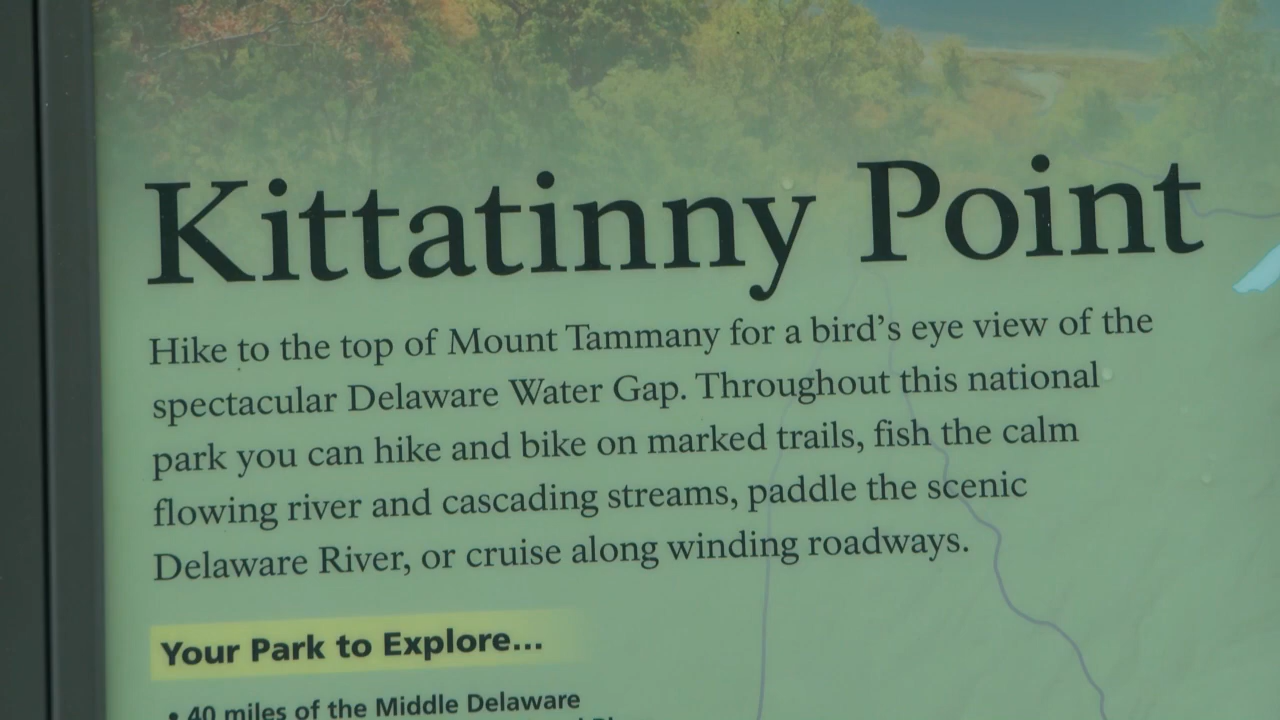 Kittatinny Point
Hike to the top of Mount Tammany for a bird's eye view of the
spectacular Delaware Water Gap. Throughout this national
park you can hike and bike on marked trails, fish the calm
flowing river and cascading streams, paddle the scenic
Delaware River, or cruise along winding roadways.
Your Park to Explore...
• 40 miles of the Middle Delaware